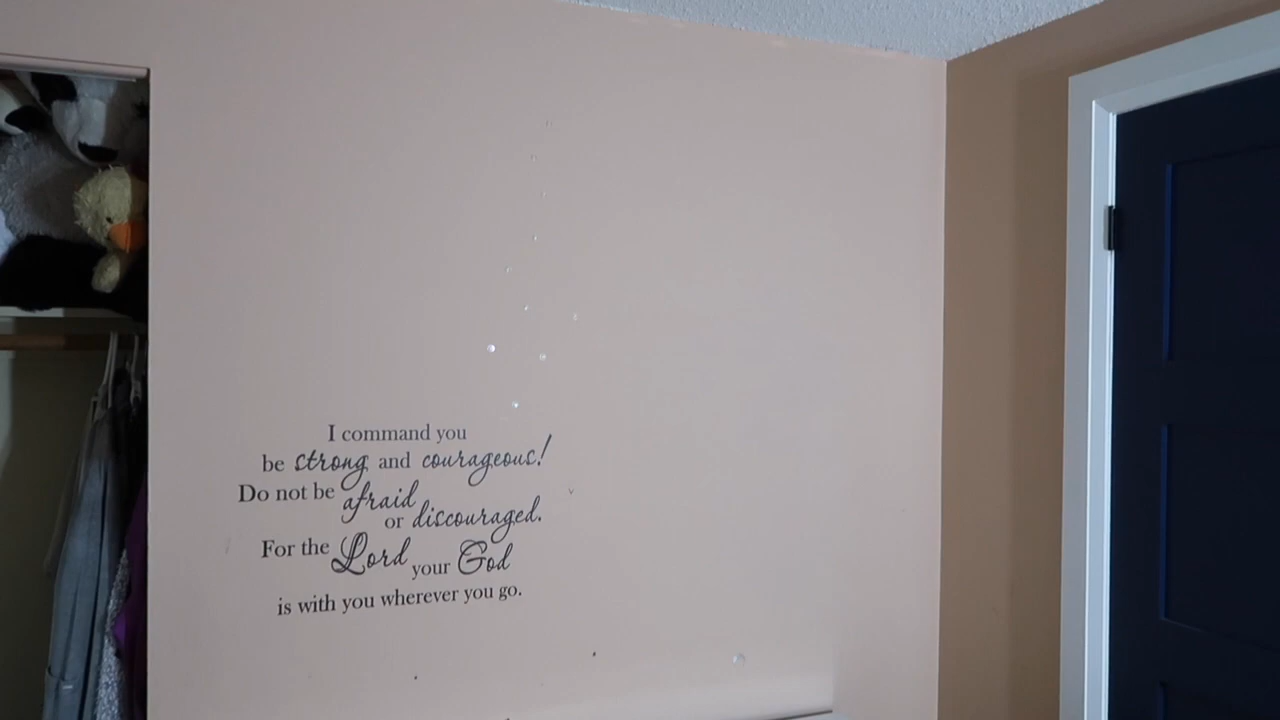 I command you
be strong and courageous!
Do not be afraid
or discouraged.
For the Lord your God
is with you wherever you go.